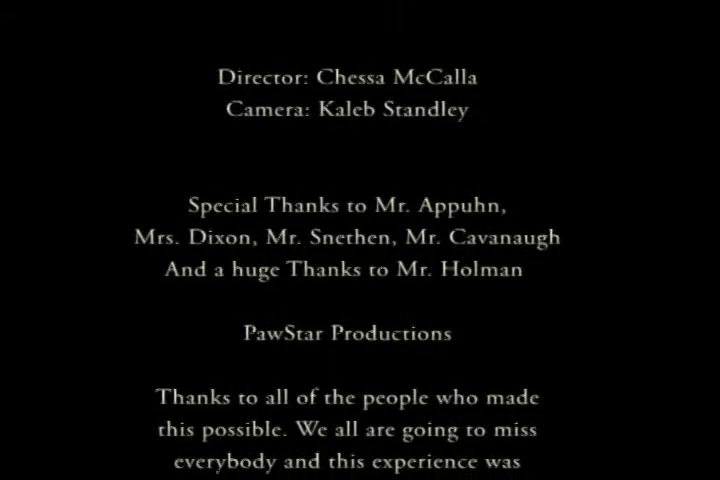 Director: Chessa McCalla
Camera: Kaleb Standley
Special Thanks to Mr. Appuhn,
Mrs. Dixon, Mr. Snethen, Mr. Cavanaugh
And a huge Thanks to Mr. Holman
PawStar Productions
Thanks to all of the people who made
this possible. We all are going to miss
everybody and this experience was